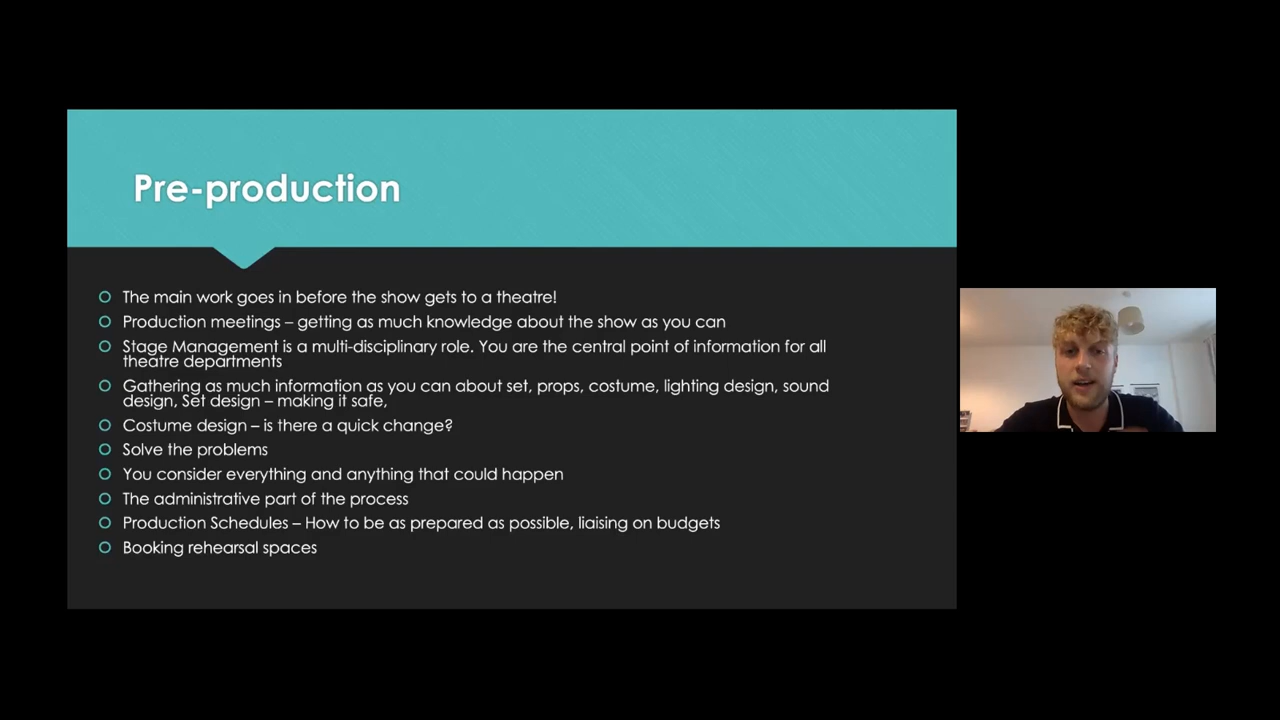 Pre-production
The main work goes in before the show gets to a theatre!
Production meetings – getting as much knowledge about the show as you can
Stage Management is a multi-disciplinary role. You are the central point of information for all
theatre departments
Gathering as much information as you can about set, props, costume, lighting design, sound
design, Set design – making it safe,
Costume design – is there a quick change?
Solve the problems
You consider everything and anything that could happen
The administrative part of the process
Production Schedules – How to be as prepared as possible, liaising on budgets
Booking rehearsal spaces